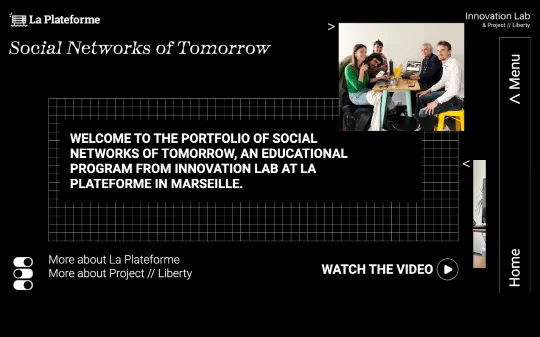 La Plateforme
Innovation Lab
& Project // Liberty
Social Networks of Tomorrow
>
< Menu
WELCOME TO THE PORTFOLIO OF SOCIAL
NETWORKS OF TOMORROW, AN EDUCATIONAL
PROGRAM FROM INNOVATION LAB AT LA
PLATEFORME IN MARSEILLE.
<
More about La Plateforme
More about Project // Liberty
WATCH THE VIDEO
Home